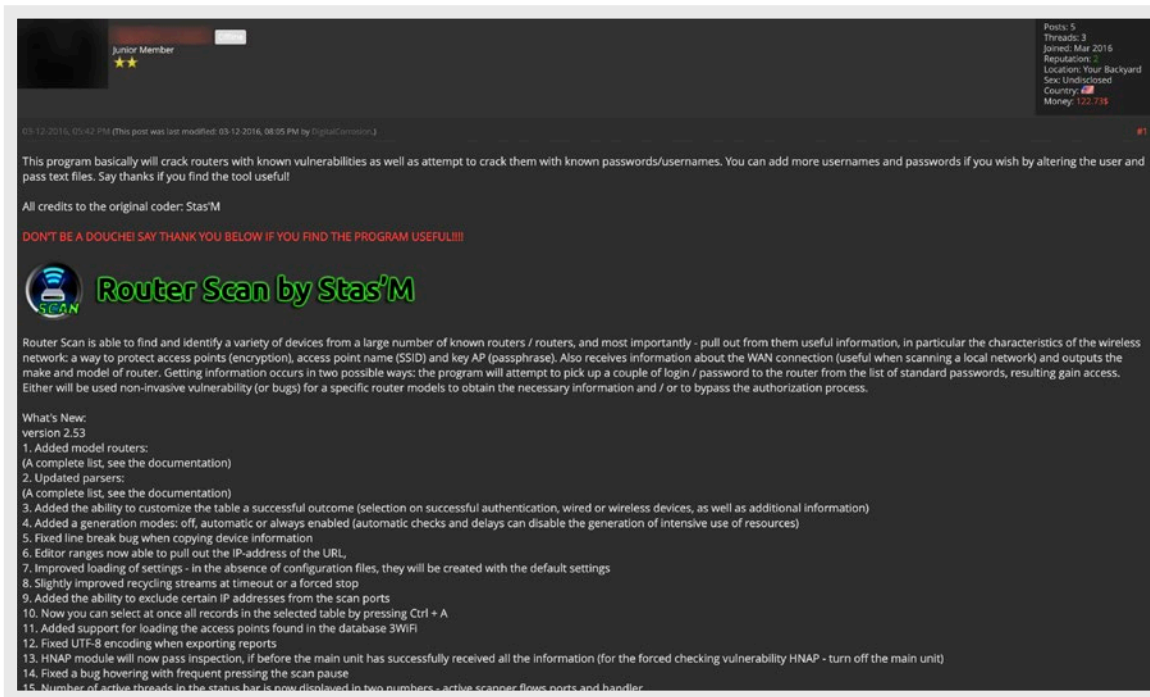 Offline
Junior Member
Posts: 5
Threads: 3
Joined: Mar 2016
Reputation: 2
Location: Your Backyard
Sex: Undisclosed
Country:
Money: 122.73$
03-12-2016, 05:42 PM (This post was last modified: 03-12-2016, 08:05 PM by DigitalCorrosion.)
#1
This program basically will crack routers with known vulnerabilities as well as attempt to crack them with known passwords/usernames. You can add more usernames and passwords if you wish by altering the user and
pass text files. Say thanks if you find the tool useful!
All credits to the original coder: Stas'M
DON'T BE A DOUCHE! SAY THANK YOU BELOW IF YOU FIND THE PROGRAM USEFUL!!!!
SCAN
Router Scan by Stas'M
Router Scan is able to find and identify a variety of devices from a large number of known routers / routers, and most importantly - pull out from them useful information, in particular the characteristics of the wireless
network: a way to protect access points (encryption), access point name (SSID) and key AP (passphrase). Also receives information about the WAN connection (useful when scanning a local network) and outputs the
make and model of router. Getting information occurs in two possible ways: the program will attempt to pick up a couple of login / password to the router from the list of standard passwords, resulting gain access.
Either will be used non-invasive vulnerability (or bugs) for a specific router models to obtain the necessary information and / or to bypass the authorization process.
What's New:
version 2.53
1. Added model routers:
(A complete list, see the documentation)
2. Updated parsers:
(A complete list, see the documentation)
3. Added the ability to customize the table a successful outcome (selection on successful authentication, wired or wireless devices, as well as additional information)
4. Added a generation modes: off, automatic or always enabled (automatic checks and delays can disable the generation of intensive use of resources)
5. Fixed line break bug when copying device information
6. Editor ranges now able to pull out the IP-address of the URL,
7. Improved loading of settings - in the absence of configuration files, they will be created with the default settings
8. Slightly improved recycling streams at timeout or a forced stop
9. Added the ability to exclude certain IP addresses from the scan ports
10. Now you can select at once all records in the selected table by pressing Ctrl + A
11. Added support for loading the access points found in the database 3WiFi
12. Fixed UTF-8 encoding when exporting reports
13. HNAP module will now pass inspection, if before the main unit has successfully received all the information (for the forced checking vulnerability HNAP - turn off the main unit)
14. Fixed a bug hovering with frequent pressing the scan pause
15. Number of active threads in the status bar is now displayed in two numbers - active scanner flows ports and handler